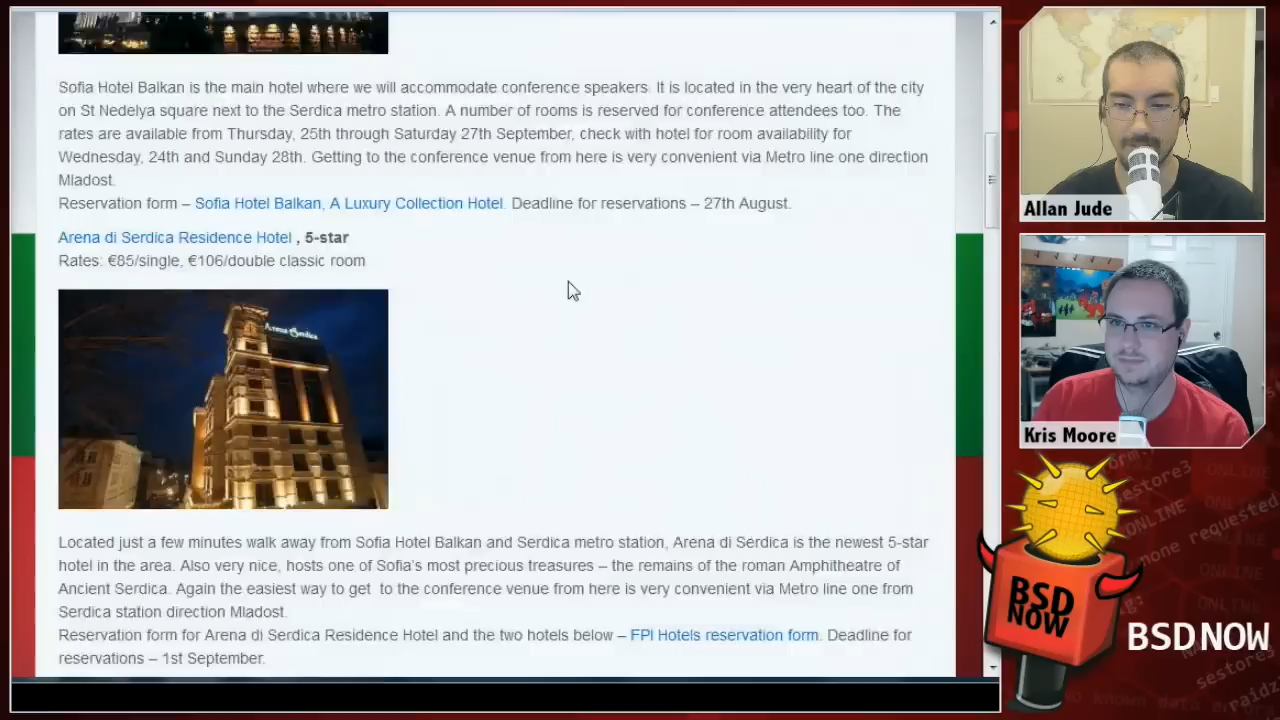 Sofia Hotel Balkan is the main hotel where we will accommodate conference speakers. It is located in the very heart of the city
on St Nedelya square next to the Serdica metro station. A number of rooms is reserved for conference attendees too. The
rates are available from Thursday, 25th through Saturday 27th September, check with hotel for room availability for
Wednesday, 24th and Sunday 28th. Getting to the conference venue from here is very convenient via Metro line one direction
Mladost.
Reservation form – Sofia Hotel Balkan, A Luxury Collection Hotel. Deadline for reservations – 27th August.
Arena di Serdica Residence Hotel , 5-star
Rates: €85/single, €106/double classic room
Arena Serdica
Located just a few minutes walk away from Sofia Hotel Balkan and Serdica metro station, Arena di Serdica is the newest 5-star
hotel in the area. Also very nice, hosts one of Sofia's most precious treasures – the remains of the roman Amphitheatre of
Ancient Serdica. Again the easiest way to get  to the conference venue from here is very convenient via Metro line one from
Serdica station direction Mladost.
Reservation form for Arena di Serdica Residence Hotel and the two hotels below – FPI Hotels reservation form. Deadline for
reservations – 1st September.
Allan Jude
Kris Moore
BSD
NOW
BSD NOW